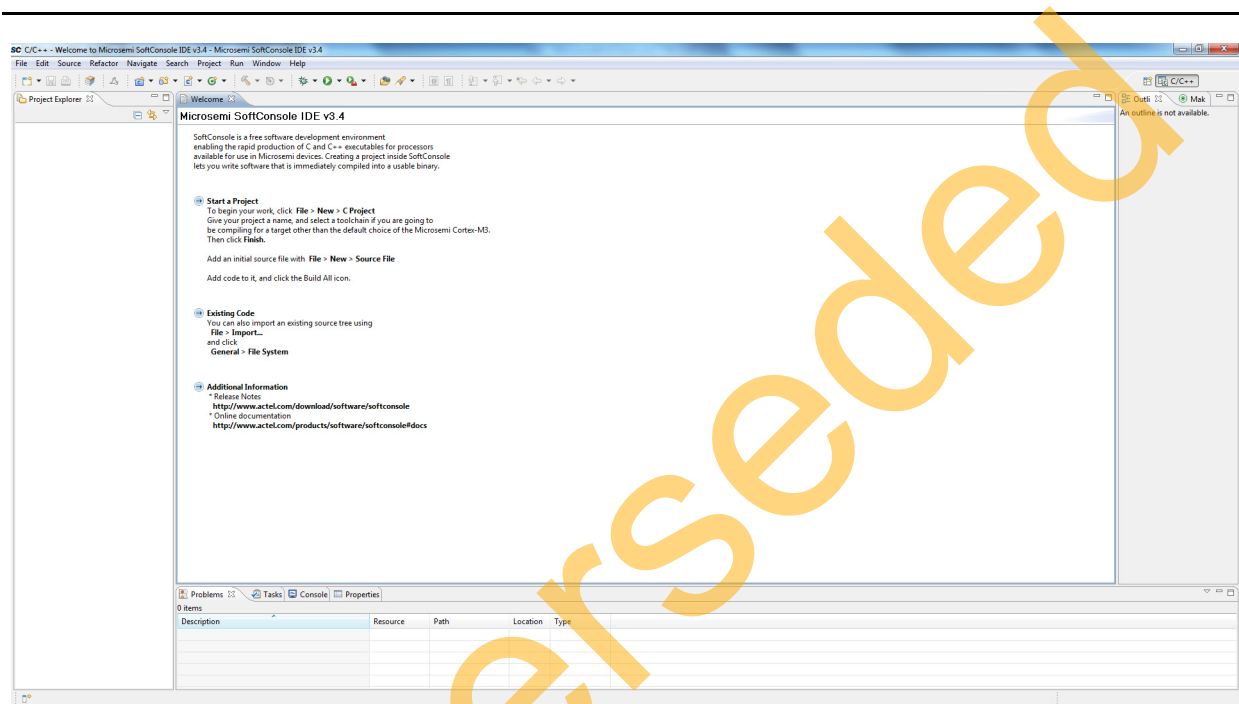 SC C/C++ - Welcome to Microsemi SoftConsole IDE v3.4 - Microsemi SoftConsole IDE v3.4
File Edit Source Refactor Navigate Search Project Run Window Help
C/C++
Project Explorer
Welcome
Outli
Mak
Microsemi SoftConsole IDE v3.4
An outline is not available.
SoftConsole is a free software development environment
enabling the rapid production of C and C++ executables for processors
available for use in Microsemi devices. Creating a project inside SoftConsole
lets you write software that is immediately compiled into a usable binary.
Start a Project
To begin your work, click File > New > C Project
Give your project a name, and select a toolchain if you are going to
be compiling for a target other than the default choice of the Microsemi Cortex-M3.
Then click Finish.
Add an initial source file with File > New > Source File
Add code to it, and click the Build All icon.
Existing Code
You can also import an existing source tree using
File > Import...
and click
General > File System
Additional Information
* Release Notes
http://www.actel.com/download/software/softconsole
* Online documentation
http://www.actel.com/products/software/softconsole#docs
Problems Tasks Console Properties
0 items
Description Resource Path Location Type
erseded